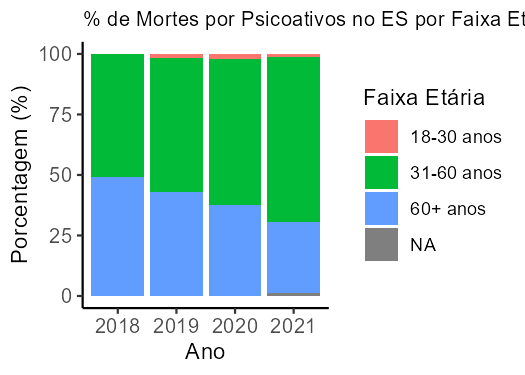 % de Mortes por Psicoativos no ES por Faixa Et
Porcentagem (%)
100
75
50
25
0
2018 2019 2020 2021
Ano
Faixa Etária
18-30 anos
31-60 anos
60+ anos
NA